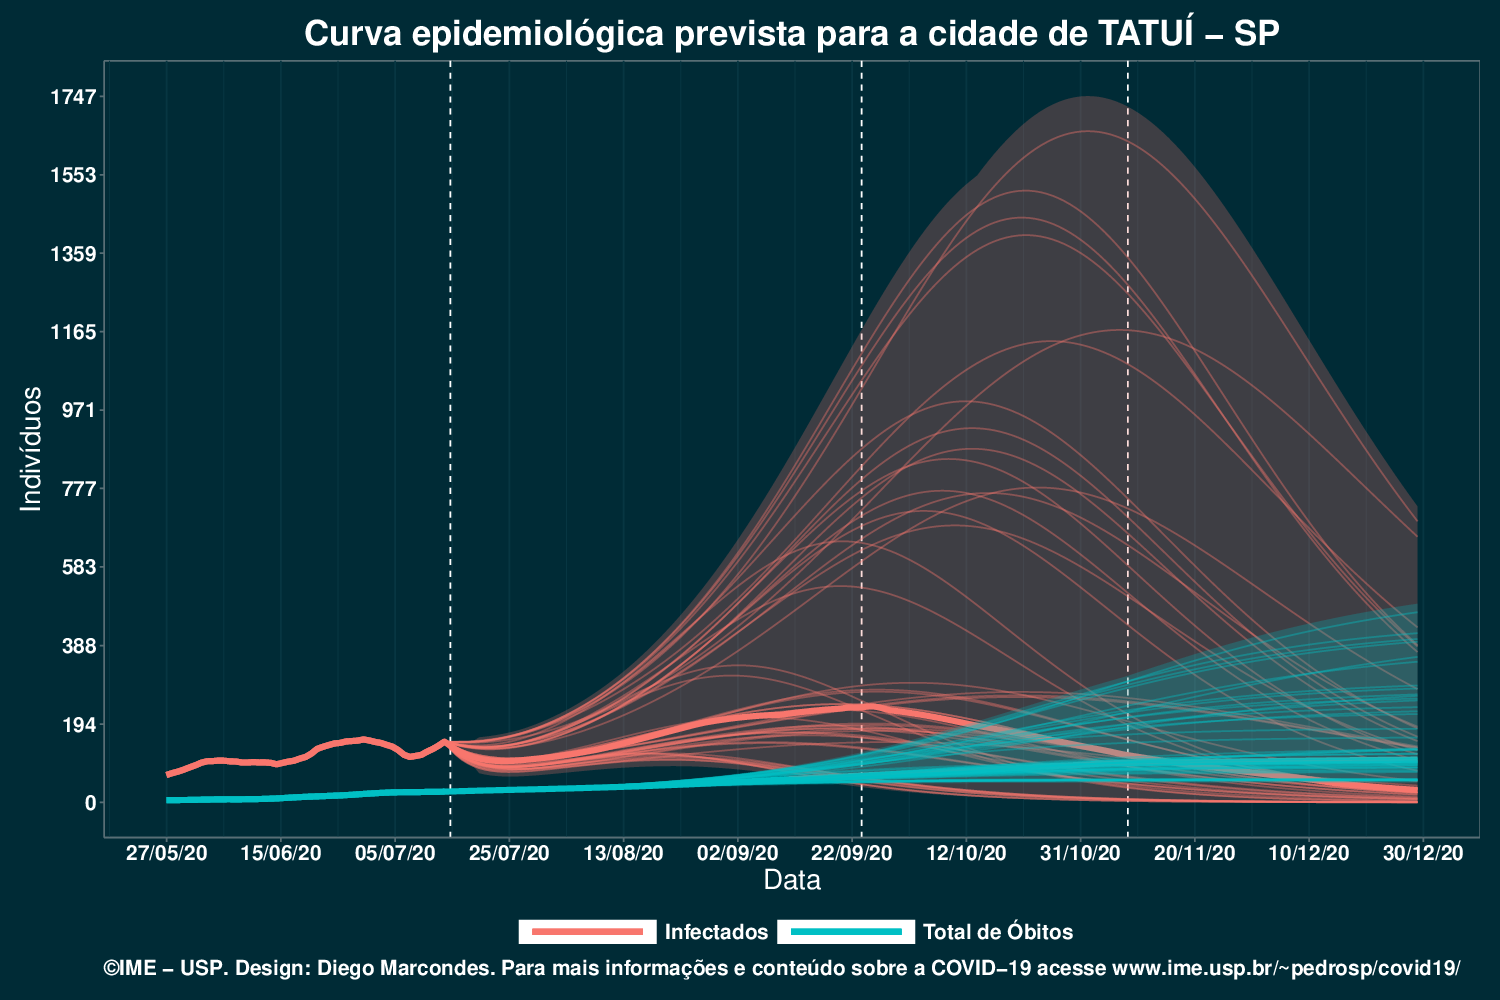 Curva epidemiológica prevista para a cidade de TATUÍ – SP
Indivíduos
1747
1553
1359
1165
971
777
583
388
194
0
27/05/20 15/06/20 05/07/20 25/07/20 13/08/20 02/09/20 22/09/20 12/10/20 31/10/20 20/11/20 10/12/20 30/12/20
Data
Infectados Total de Óbitos
©IME – USP. Design: Diego Marcondes. Para mais informações e conteúdo sobre a COVID–19 acesse www.ime.usp.br/~pedrosp/covid19/